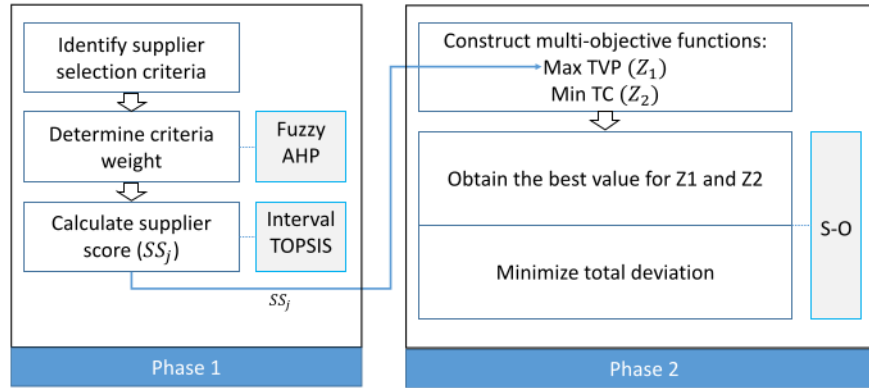 Identify supplier
selection criteria
Determine criteria
weight
Fuzzy
AHP
Calculate supplier
score (𝑆𝑆ⱼ)
Interval
TOPSIS
𝑆𝑆ⱼ
Phase 1
Construct multi-objective functions:
Max TVP (𝑍₁)
Min TC (𝑍₂)
Obtain the best value for Z1 and Z2
Minimize total deviation
S-O
Phase 2